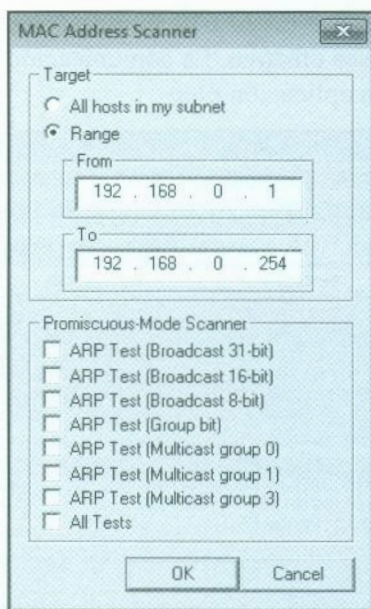 MAC Address Scanner
Target
All hosts in my subnet
Range
From
192 . 168 . 0 . 1
To
192 . 168 . 0 . 254
Promiscuous-Mode Scanner
ARP Test (Broadcast 31-bit)
ARP Test (Broadcast 16-bit)
ARP Test (Broadcast 8-bit)
ARP Test (Group bit)
ARP Test (Multicast group 0)
ARP Test (Multicast group 1)
ARP Test (Multicast group 3)
All Tests
OK
Cancel